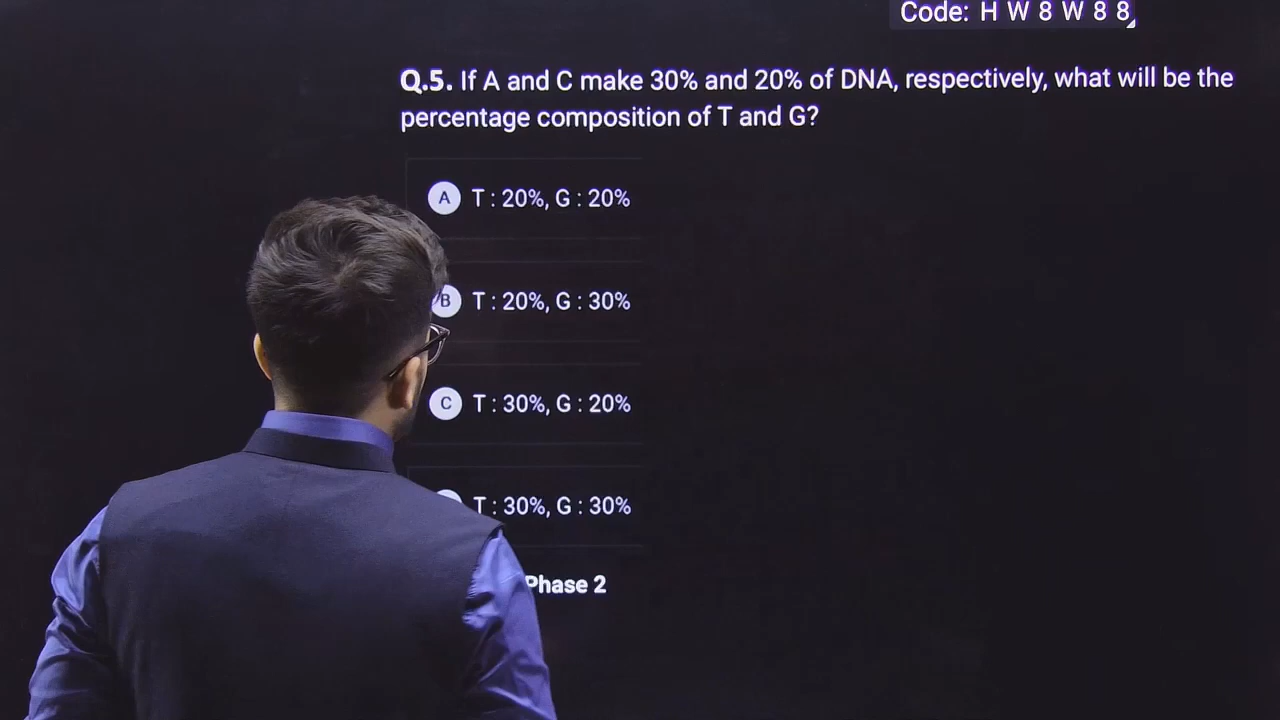 Code: H W 8 W 8 8
Q.5. If A and C make 30% and 20% of DNA, respectively, what will be the
percentage composition of T and G?
A T : 20%, G : 20%
B T : 20%, G : 30%
C T : 30%, G : 20%
T : 30%, G : 30%
Phase 2